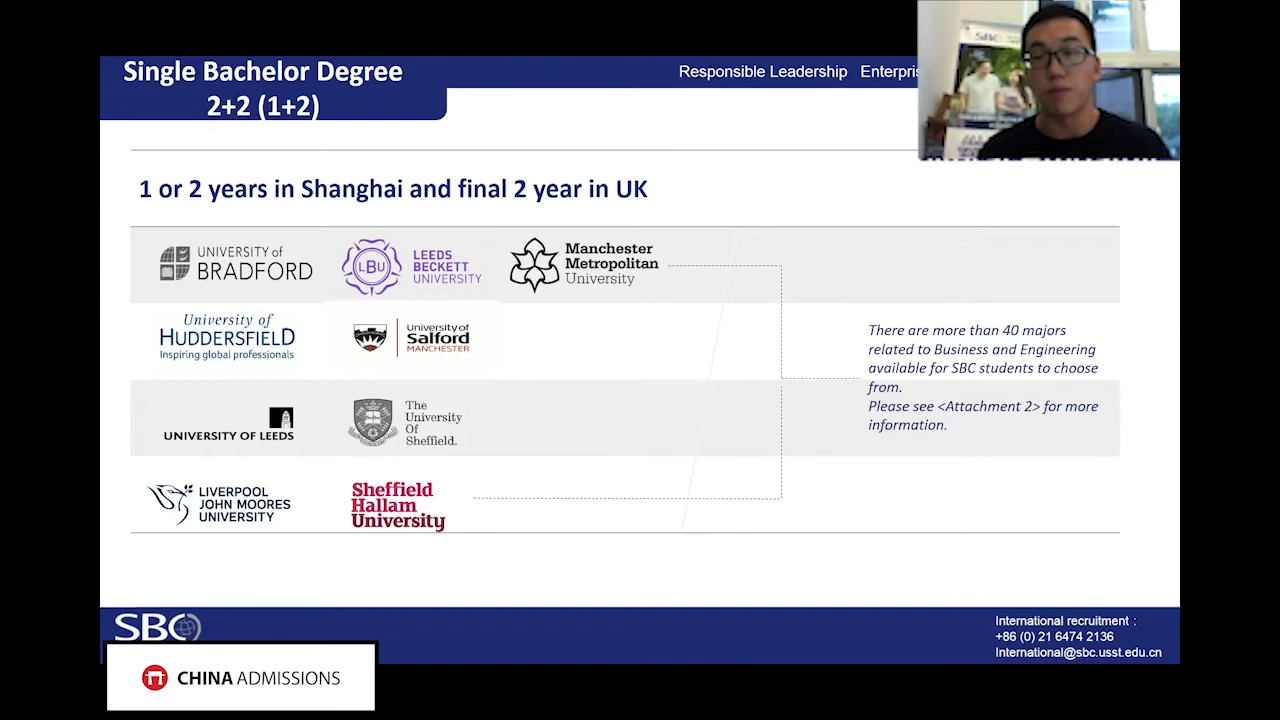 Single Bachelor Degree
2+2 (1+2)
Responsible Leadership Enterpris
SBC
1 or 2 years in Shanghai and final 2 year in UK
UNIVERSITY of
BRADFORD
LBU
LEEDS
BECKETT
UNIVERSITY
Manchester
Metropolitan
University
University of
HUDDERSFIELD
Inspiring global professionals
University of
Salford
MANCHESTER
There are more than 40 majors
related to Business and Engineering
available for SBC students to choose
from.
Please see <Attachment 2> for more
information.
UNIVERSITY OF LEEDS
The
University
Of
Sheffield.
LIVERPOOL
JOHN MOORES
UNIVERSITY
Sheffield
Hallam
University
SBC
International recruitment :
+86 (0) 21 6474 2136
International@sbc.usst.edu.cn
CHINA ADMISSIONS